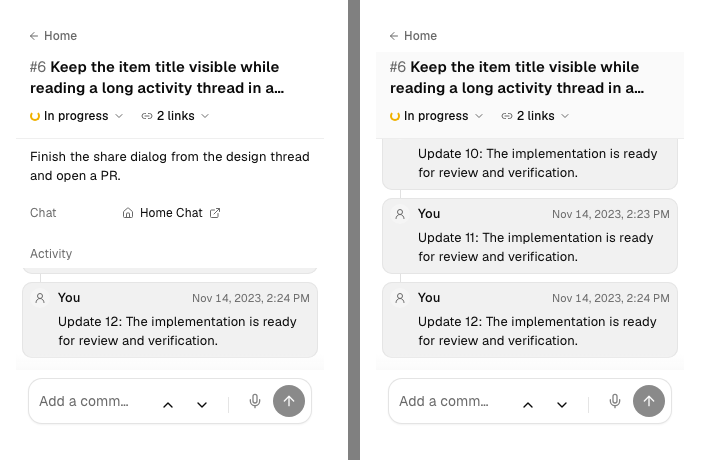 Home
#6 Keep the item title visible while
reading a long activity thread in a...
In progress
2 links
Finish the share dialog from the design thread
and open a PR.
Chat
Home Chat
Activity
You
Nov 14, 2023, 2:24 PM
Update 12: The implementation is ready
for review and verification.
Add a comm...
Home
#6 Keep the item title visible while
reading a long activity thread in a...
In progress
2 links
Update 10: The implementation is ready
for review and verification.
You
Nov 14, 2023, 2:23 PM
Update 11: The implementation is ready
for review and verification.
You
Nov 14, 2023, 2:24 PM
Update 12: The implementation is ready
for review and verification.
Add a comm...